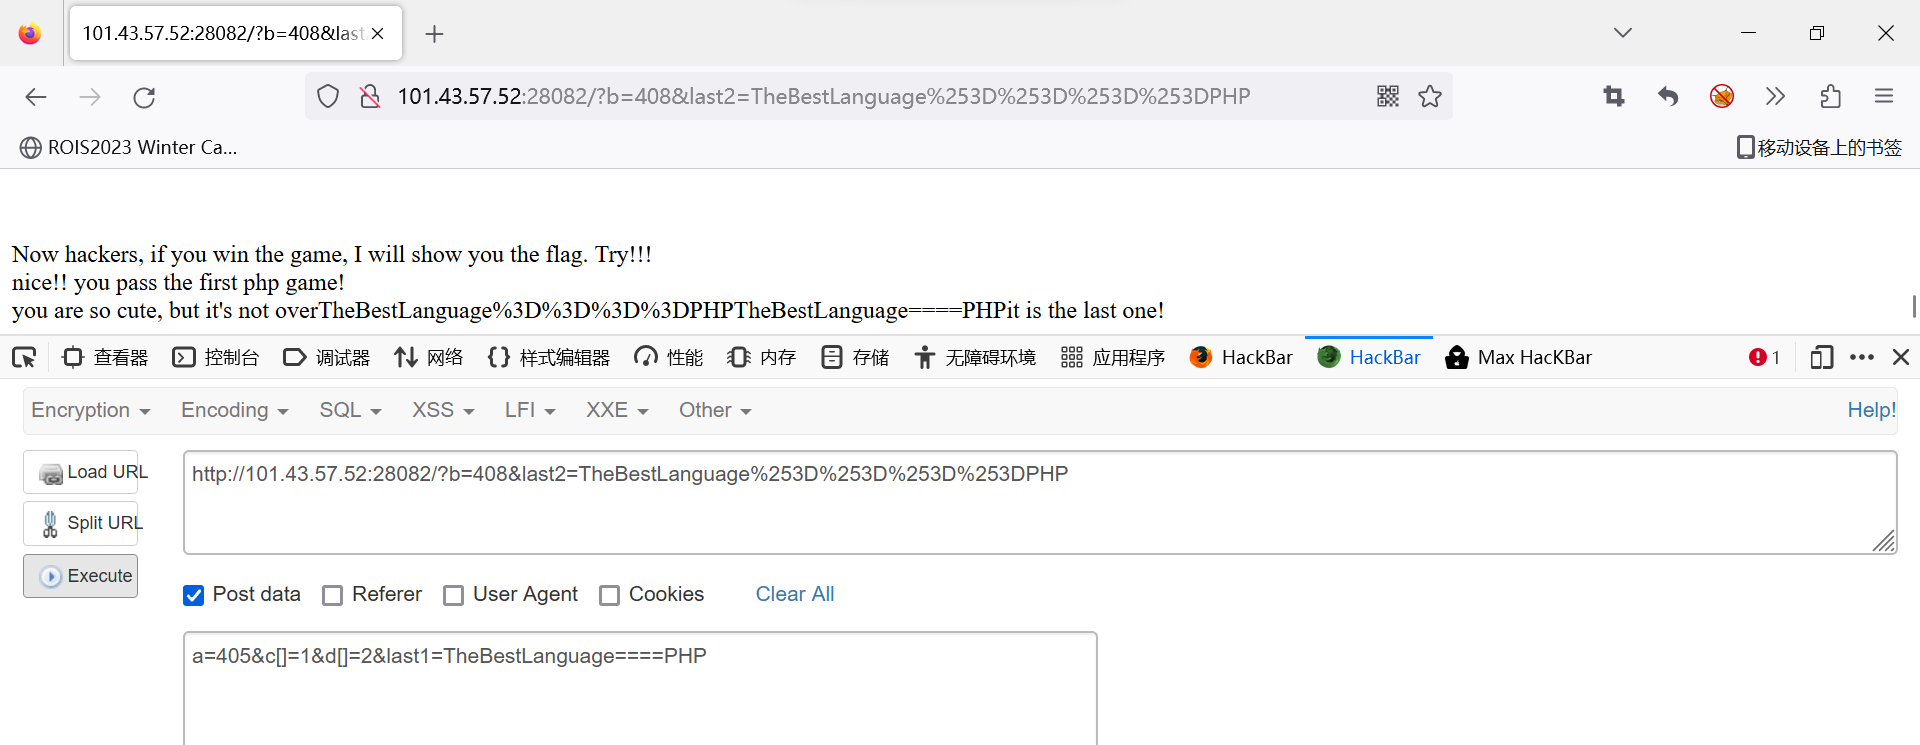 101.43.57.52:28082/?b=408&last
101.43.57.52:28082/?b=408&last2=TheBestLanguage%253D%253D%253D%253DPHP
ROIS2023 Winter Ca...
移动设备上的书签
Now hackers, if you win the game, I will show you the flag. Try!!!
nice!! you pass the first php game!
you are so cute, but it's not overTheBestLanguage%3D%3D%3D%3DPHPTheBestLanguage====PHPit is the last one!
查看器 控制台 调试器 网络 样式编辑器 性能 内存 存储 无障碍环境 应用程序 HackBar HackBar Max HacKBar 1
Encryption Encoding SQL XSS LFI XXE Other Help!
Load URL
http://101.43.57.52:28082/?b=408&last2=TheBestLanguage%253D%253D%253D%253DPHP
Split URL
Execute
Post data Referer User Agent Cookies Clear All
a=405&c[]=1&d[]=2&last1=TheBestLanguage====PHP